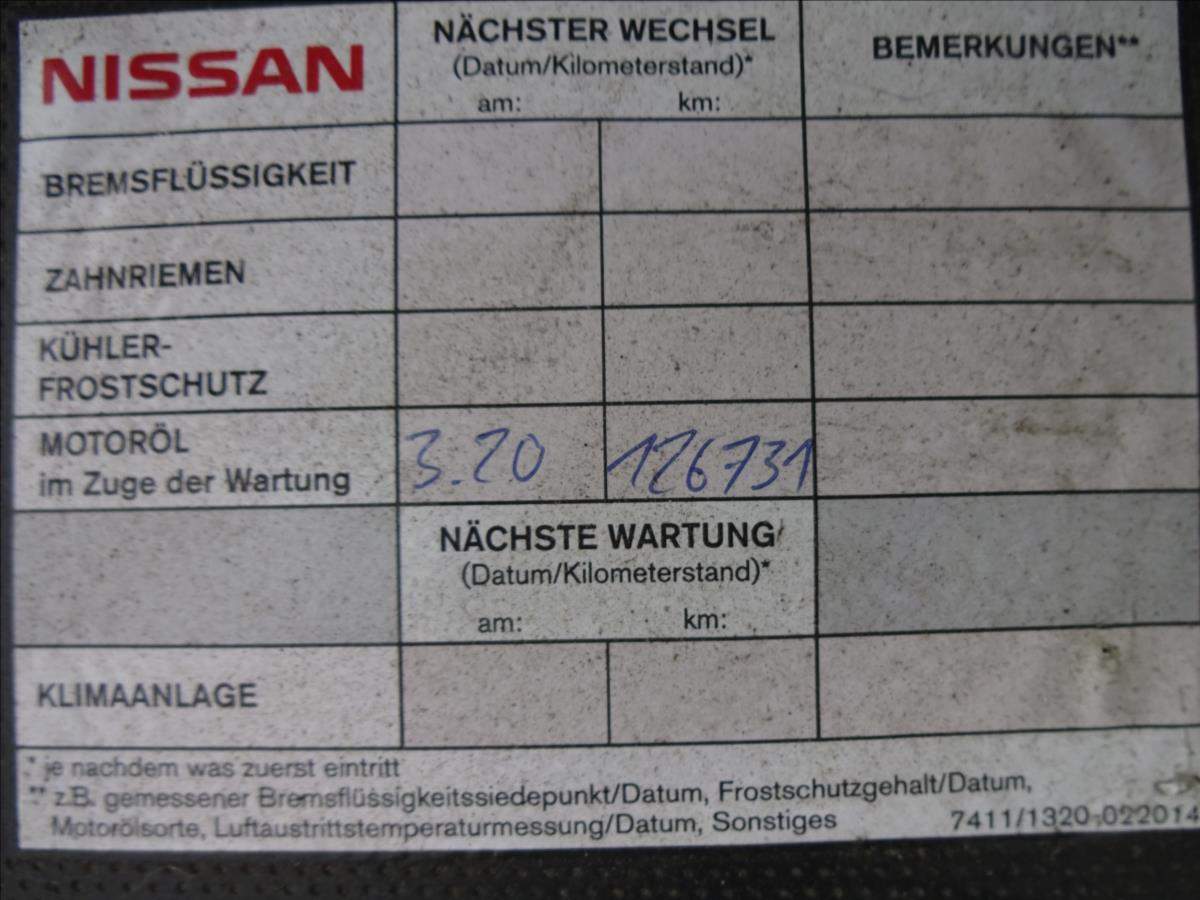 NISSAN
NÄCHSTER WECHSEL
(Datum/Kilometerstand)*
am: km:
BEMERKUNGEN**
BREMSFLÜSSIGKEIT
ZAHNRIEMEN
KÜHLER-
FROSTSCHUTZ
MOTORÖL
im Zuge der Wartung
3.20 126731
NÄCHSTE WARTUNG
(Datum/Kilometerstand)*
am: km:
KLIMAANLAGE
* je nachdem was zuerst eintritt
** z.B. gemessener Bremsflüssigkeitssiedepunkt/Datum, Frostschutzgehalt/Datum,
Motorölsorte, Luftaustrittstemperaturmessung/Datum, Sonstiges
7411/1320-022014